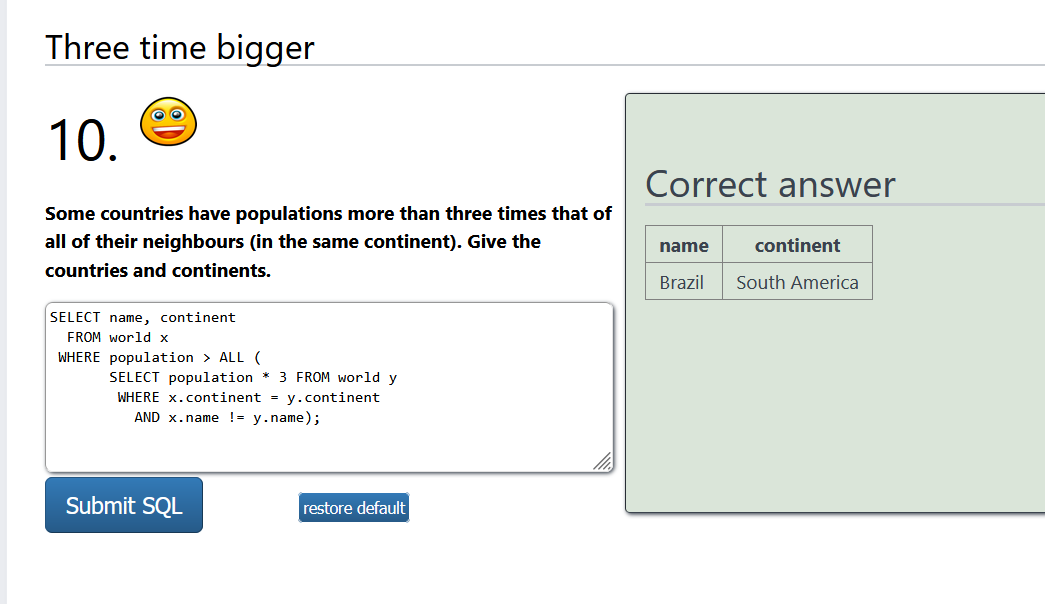 Three time bigger
10.
Some countries have populations more than three times that of
all of their neighbours (in the same continent). Give the
countries and continents.
SELECT name, continent
FROM world x
WHERE population > ALL (
SELECT population * 3 FROM world y
WHERE x.continent = y.continent
AND x.name != y.name);
Submit SQL
restore default
Correct answer
name continent
Brazil South America